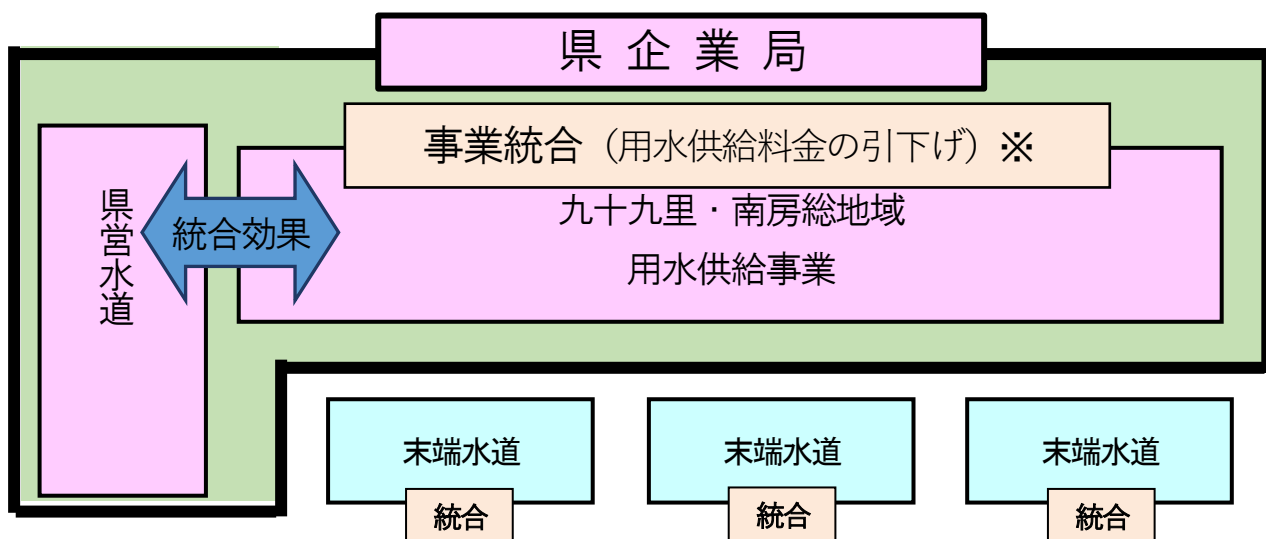 県企業局
事業統合（用水供給料金の引下げ）※
県営水道
統合効果
九十九里・南房総地域
用水供給事業
末端水道
末端水道
末端水道
統合
統合
統合